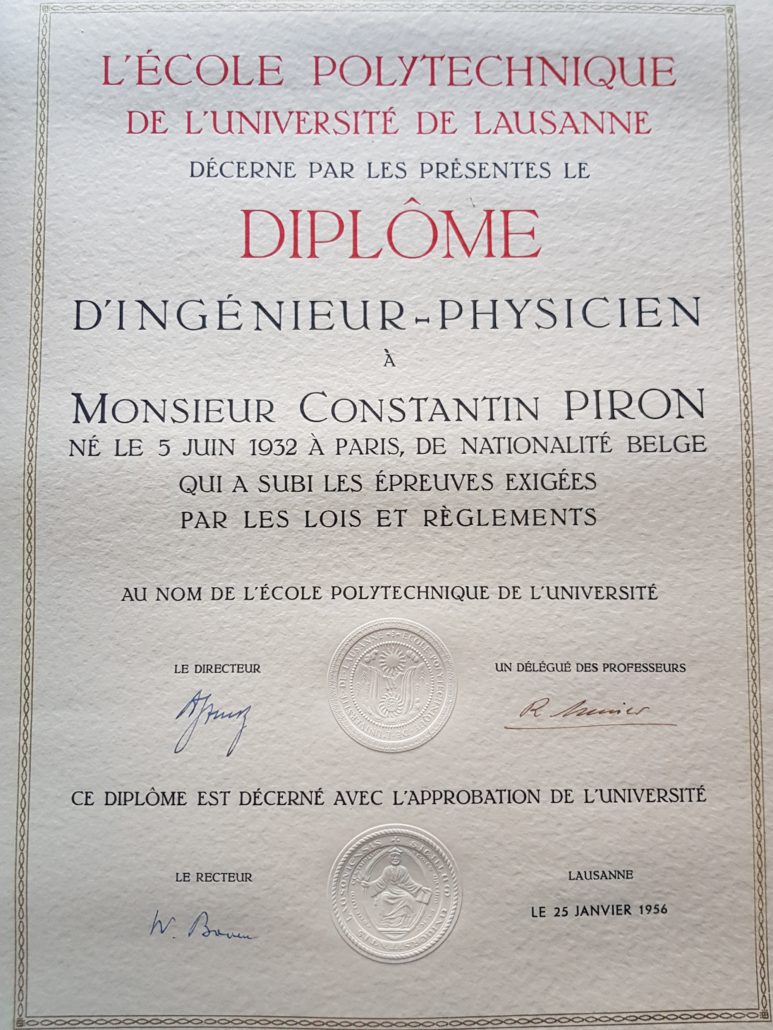 L'ÉCOLE POLYTECHNIQUE
DE L'UNIVERSITÉ DE LAUSANNE
DÉCERNE PAR LES PRÉSENTES LE
DIPLÔME
D'INGÉNIEUR-PHYSICIEN
À
MONSIEUR CONSTANTIN PIRON
NÉ LE 5 JUIN 1932 À PARIS, DE NATIONALITÉ BELGE
QUI A SUBI LES ÉPREUVES EXIGÉES
PAR LES LOIS ET RÈGLEMENTS
AU NOM DE L'ÉCOLE POLYTECHNIQUE DE L'UNIVERSITÉ
LE DIRECTEUR
UN DÉLÉGUÉ DES PROFESSEURS
CE DIPLÔME EST DÉCERNÉ AVEC L'APPROBATION DE L'UNIVERSITÉ
LE RECTEUR
LAUSANNE
LE 25 JANVIER 1956